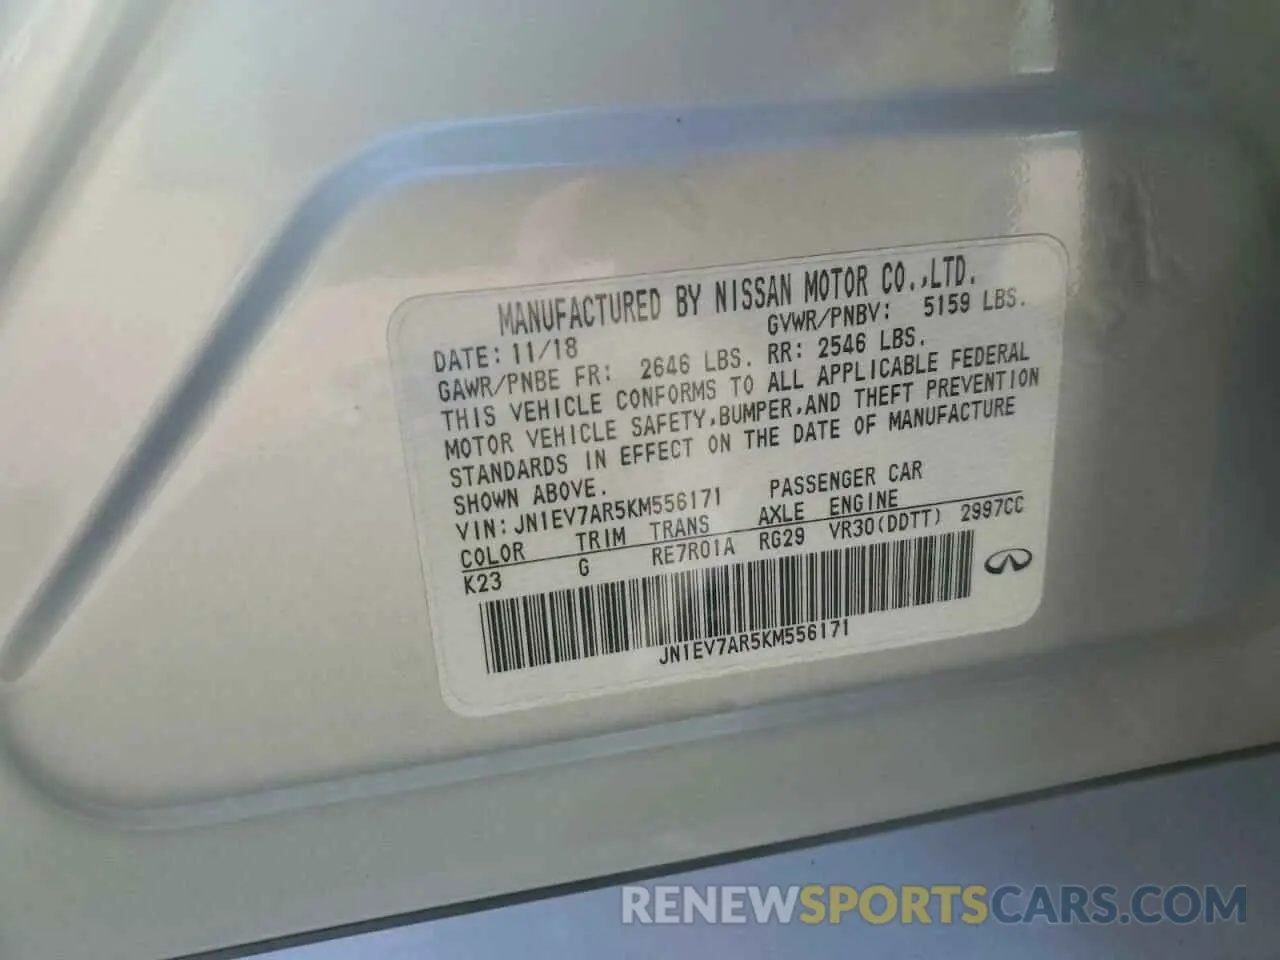 MANUFACTURED BY NISSAN MOTOR CO.,LTD.
DATE: 11/18 GVWR/PNBV: 5159 LBS.
GAWR/PNBE FR: 2646 LBS. RR: 2546 LBS.
THIS VEHICLE CONFORMS TO ALL APPLICABLE FEDERAL
MOTOR VEHICLE SAFETY,BUMPER,AND THEFT PREVENTION
STANDARDS IN EFFECT ON THE DATE OF MANUFACTURE
SHOWN ABOVE.
VIN: JN1EV7AR5KM556171 PASSENGER CAR
COLOR TRIM TRANS AXLE ENGINE
K23 G RE7R01A RG29 VR30(DDTT) 2997CC
JN1EV7AR5KM556171
RENEWSPORTSCARS.COM